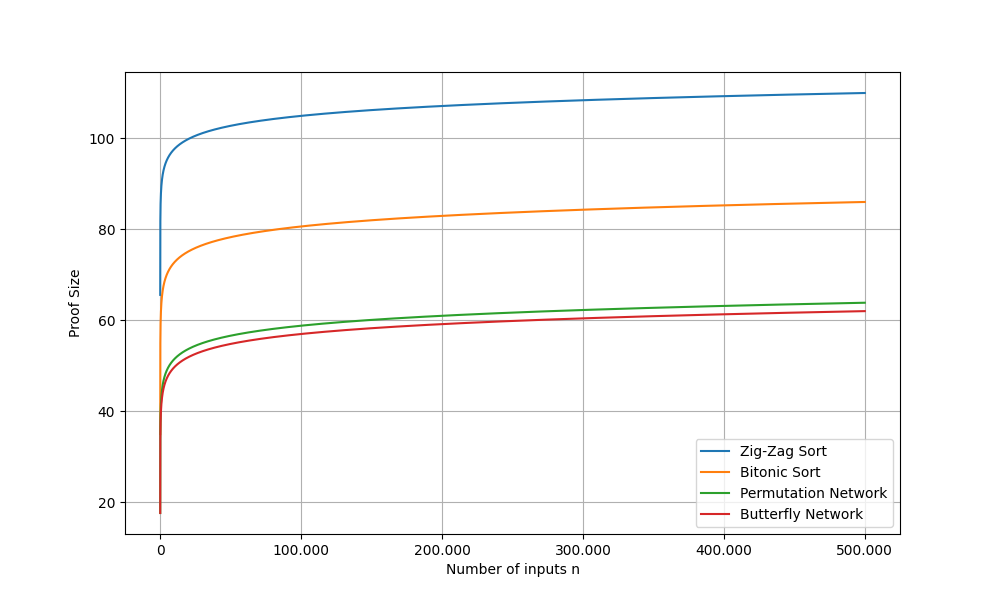 100
80
60
40
20
Proof Size
0
100.000
200.000
300.000
400.000
500.000
Number of inputs n
Zig-Zag Sort
Bitonic Sort
Permutation Network
Butterfly Network